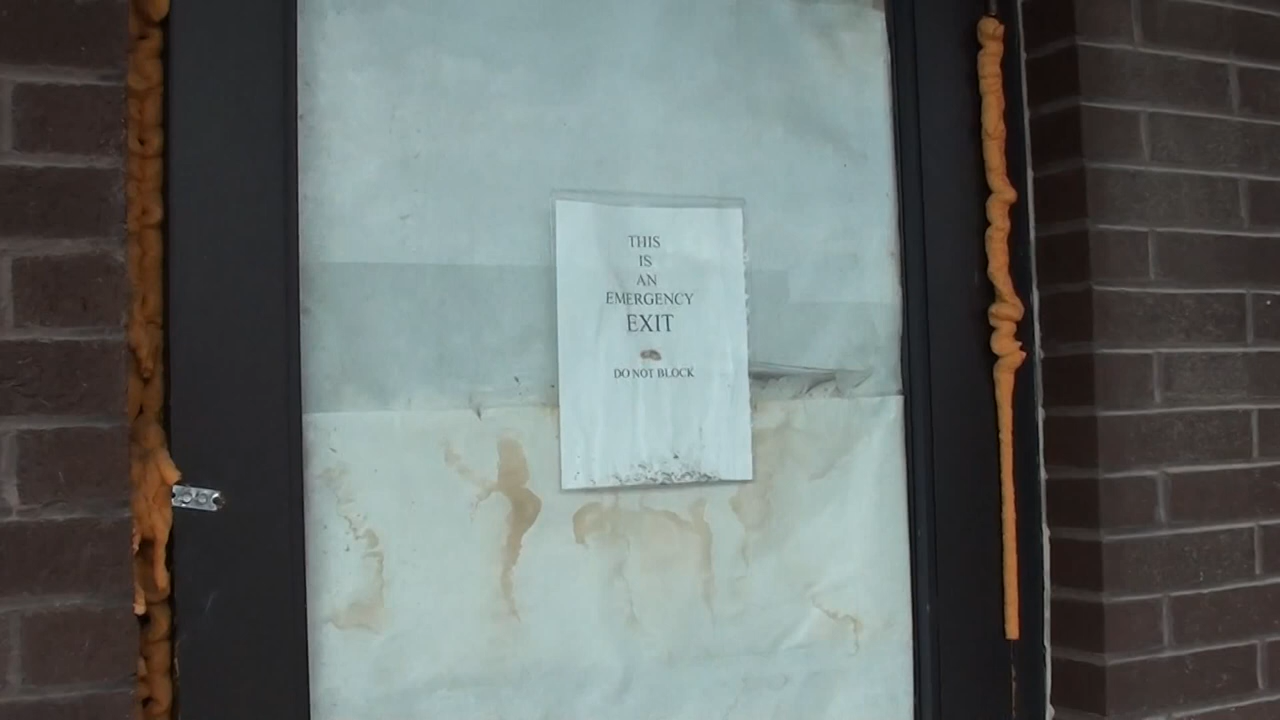 THIS
IS
AN
EMERGENCY
EXIT
DO NOT BLOCK